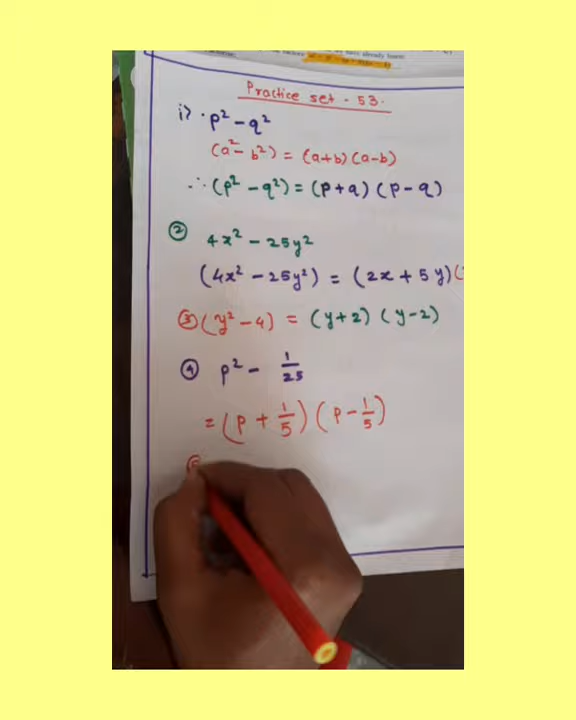 Practice set - 53.
i) p² - q²
(a² - b²) = (a+b) (a-b)
∴ (p² - q²) = (p + q) (p - q)
② 4x² - 25y²
(4x² - 25y²) = (2x + 5y) (
③ (y² - 4) = (y+2) (y-2)
④ p² - 1/25
= (p + 1/5) (p - 1/5)